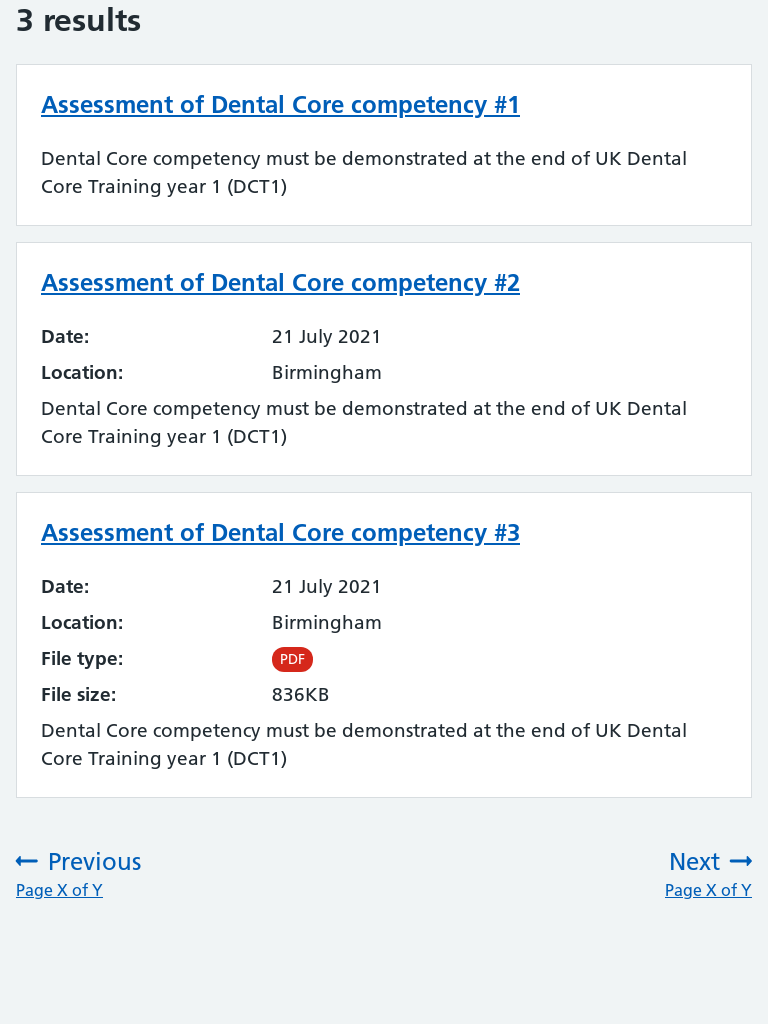 3 results
Assessment of Dental Core competency #1
Dental Core competency must be demonstrated at the end of UK Dental
Core Training year 1 (DCT1)
Assessment of Dental Core competency #2
Date: 21 July 2021
Location: Birmingham
Dental Core competency must be demonstrated at the end of UK Dental
Core Training year 1 (DCT1)
Assessment of Dental Core competency #3
Date: 21 July 2021
Location: Birmingham
File type: PDF
File size: 836KB
Dental Core competency must be demonstrated at the end of UK Dental
Core Training year 1 (DCT1)
Previous Next
Page X of Y Page X of Y